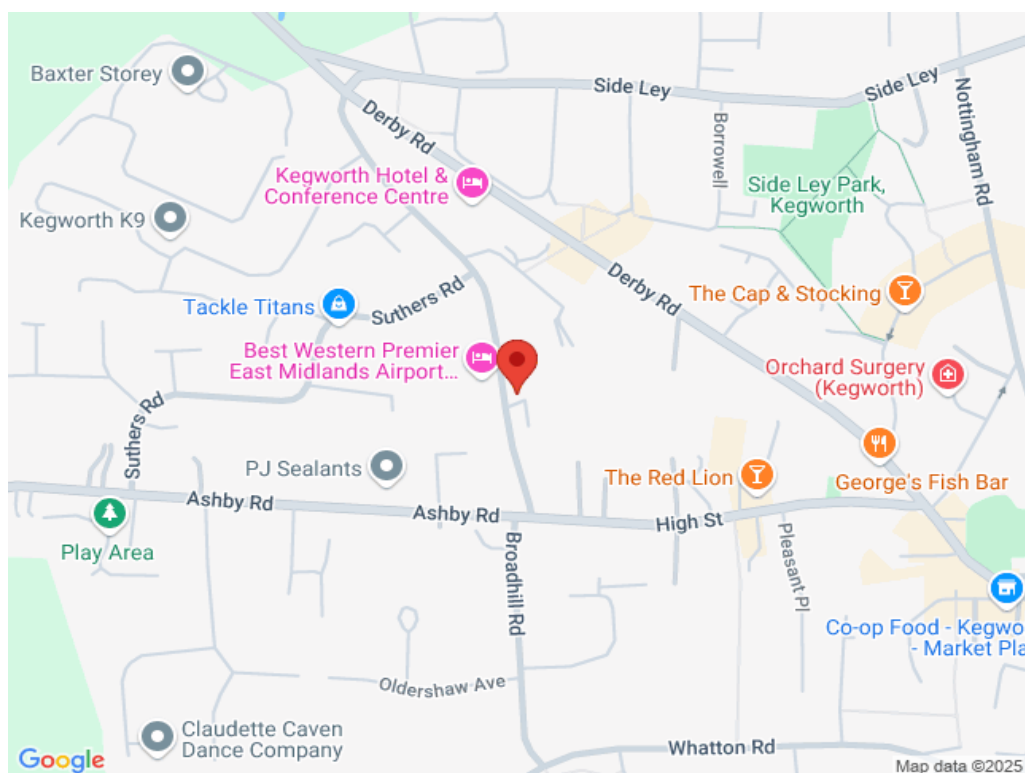 Baxter Storey
Side Ley
Side Ley
Derby Rd
Borrowell
Nottingham Rd
Kegworth Hotel &
Conference Centre
Side Ley Park,
Kegworth
Kegworth K9
Derby Rd
The Cap & Stocking
Tackle Titans
Suthers Rd
Best Western Premier
East Midlands Airport...
Orchard Surgery
(Kegworth)
Suthers Rd
PJ Sealants
The Red Lion
George's Fish Bar
Ashby Rd
Ashby Rd
High St
Play Area
Broadhill Rd
Pleasant Pl
Co-op Food - Kegwo
- Market Pla
Oldershaw Ave
Claudette Caven
Dance Company
Whatton Rd
Google
Map data ©2025